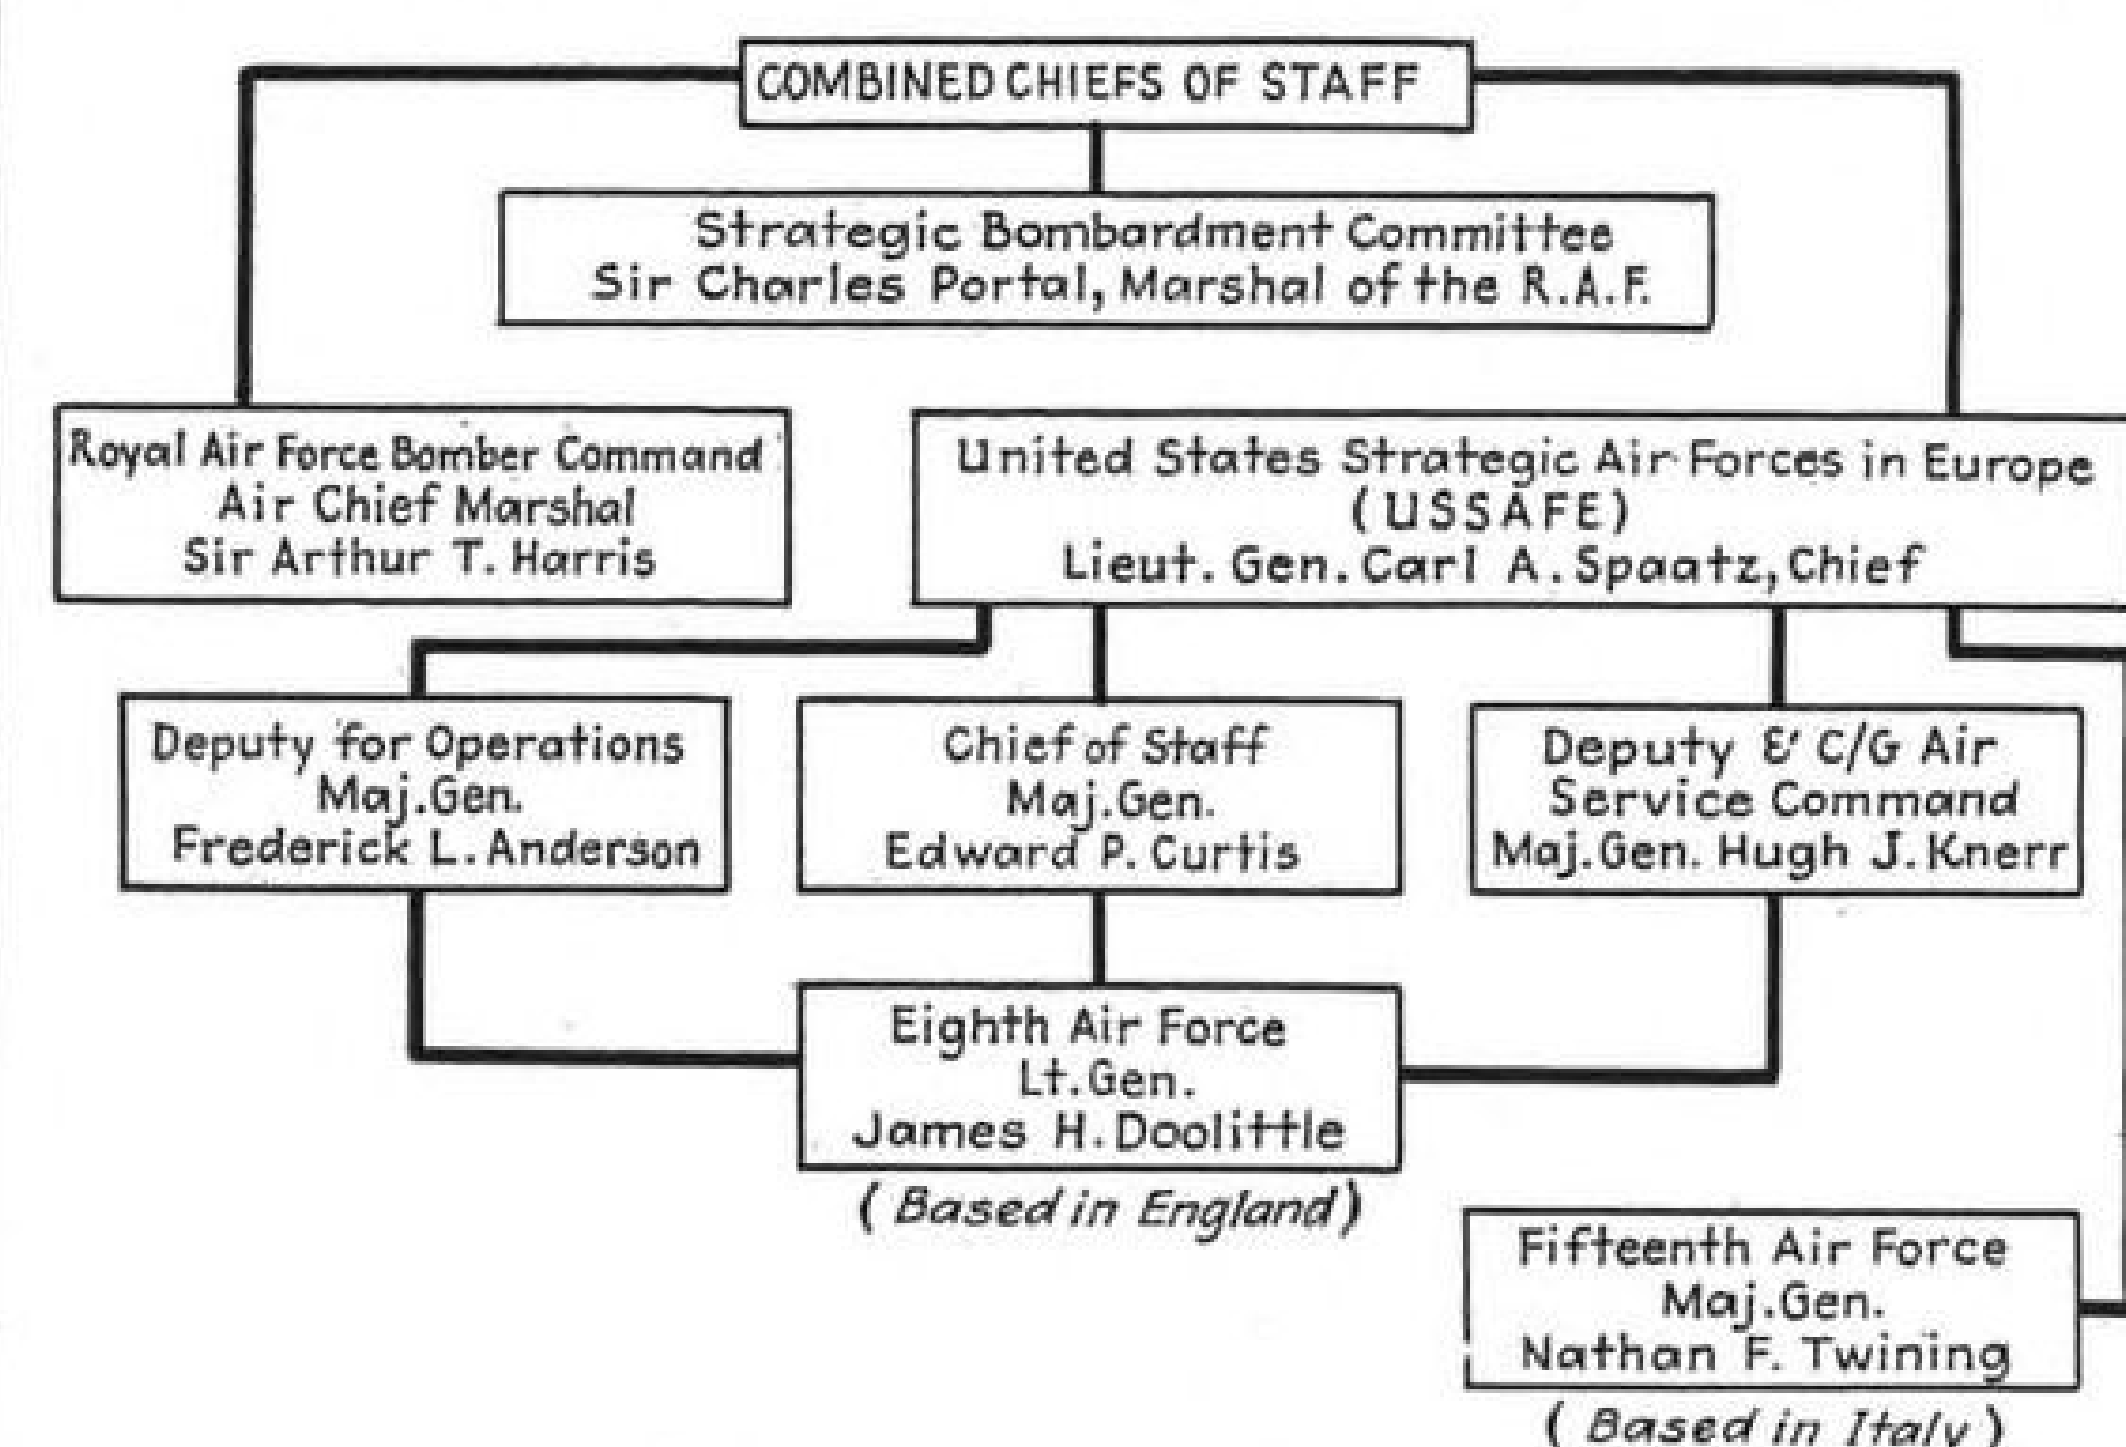 COMBINED CHIEFS OF STAFF
Strategic Bombardment Committee
Sir Charles Portal, Marshal of the R.A.F.
Royal Air Force Bomber Command
Air Chief Marshal
Sir Arthur T. Harris
United States Strategic Air Forces in Europe
(USSAFE)
Lieut. Gen. Carl A. Spaatz, Chief
Deputy for Operations
Maj. Gen.
Frederick L. Anderson
Chief of Staff
Maj. Gen.
Edward P. Curtis
Deputy & C/G Air
Service Command
Maj. Gen. Hugh J. Knerr
Eighth Air Force
Lt. Gen.
James H. Doolittle
(Based in England)
Fifteenth Air Force
Maj. Gen.
Nathan F. Twining
(Based in Italy)